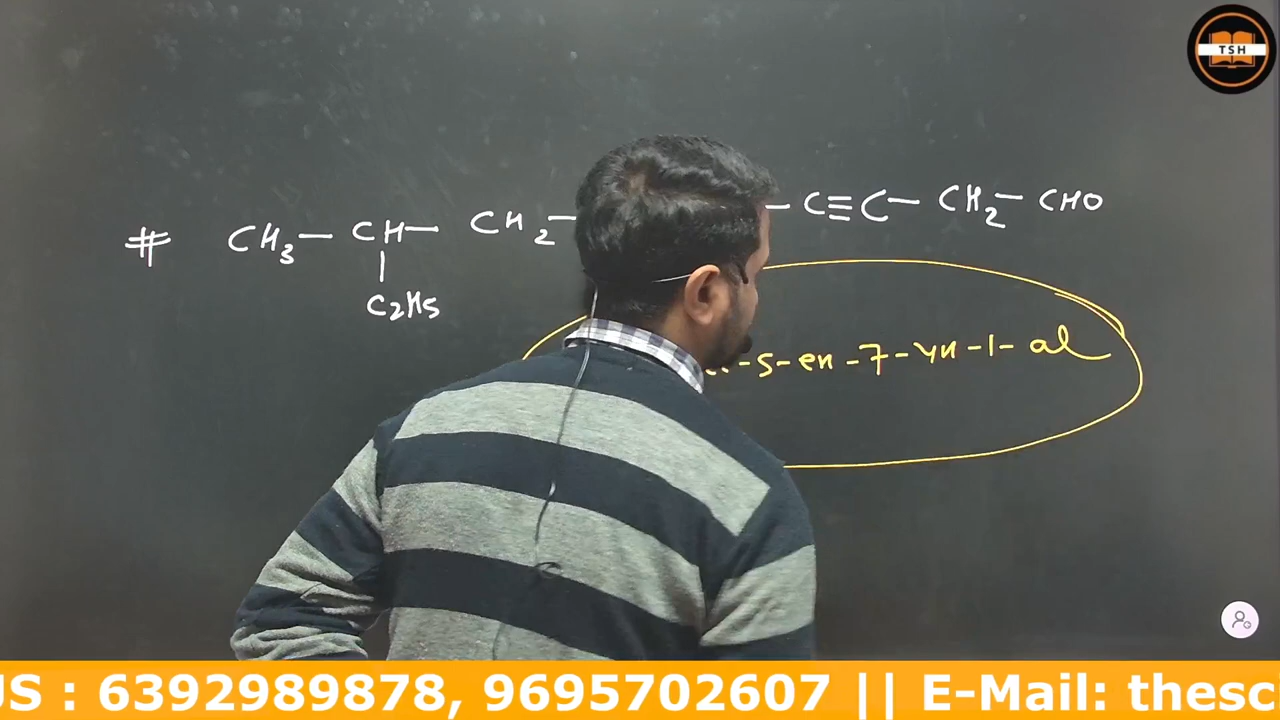 TSH
# CH3 — CH — CH2 — — C≡C — CH2 — CHO
|
C2H5
-5-en-7-yn-1-al
US : 6392989878, 9695702607 || E-Mail: thesc